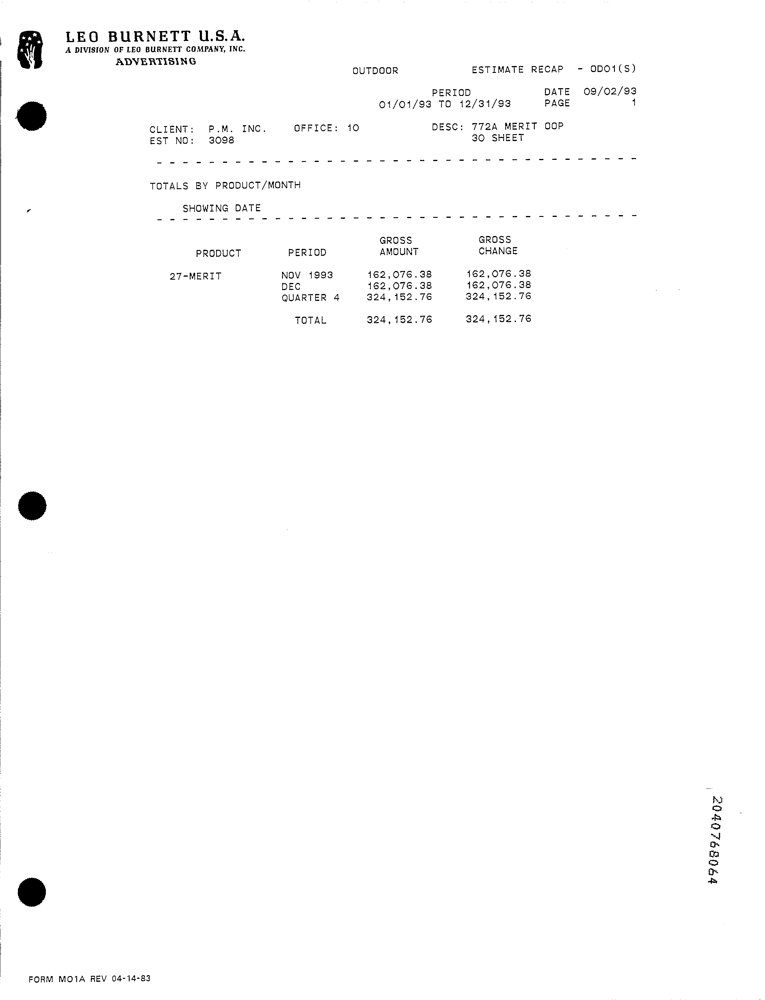 LEO BURNETT U.S.A.
A DIVISION OF LEO BURNETT COMPANY, INC.
ADVERTISING
OUTDOOR ESTIMATE RECAP - OD01(S)
PERIOD DATE 09/02/93
01/01/93 TO 12/31/93 PAGE 1
CLIENT: P.M. INC. OFFICE: 10 DESC: 772A MERIT OOP
EST NO: 3098 30 SHEET
- - - - - - - - - - - - - - - - - - - - - - - - - - - - - - - - - - - - -
TOTALS BY PRODUCT/MONTH
SHOWING DATE
- - - - - - - - - - - - - - - - - - - - - - - - - - - - - - - - - - - - -
GROSS GROSS
PRODUCT PERIOD AMOUNT CHANGE
27-MERIT NOV 1993 162,076.38 162,076.38
DEC 162,076.38 162,076.38
QUARTER 4 324,152.76 324,152.76
TOTAL 324,152.76 324,152.76
2040768064
FORM MO1A REV 04-14-83